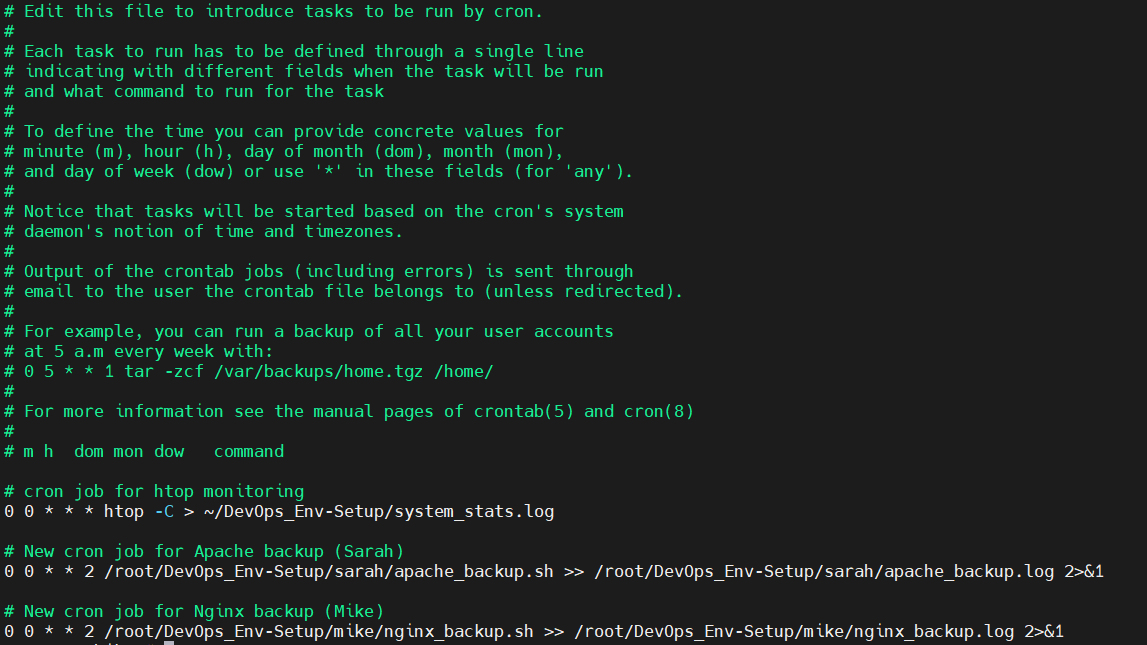 # Edit this file to introduce tasks to be run by cron.
#
# Each task to run has to be defined through a single line
# indicating with different fields when the task will be run
# and what command to run for the task
#
# To define the time you can provide concrete values for
# minute (m), hour (h), day of month (dom), month (mon),
# and day of week (dow) or use '*' in these fields (for 'any').
#
# Notice that tasks will be started based on the cron's system
# daemon's notion of time and timezones.
#
# Output of the crontab jobs (including errors) is sent through
# email to the user the crontab file belongs to (unless redirected).
#
# For example, you can run a backup of all your user accounts
# at 5 a.m every week with:
# 0 5 * * 1 tar -zcf /var/backups/home.tgz /home/
#
# For more information see the manual pages of crontab(5) and cron(8)
#
# m h  dom mon dow   command

# cron job for htop monitoring
0 0 * * * htop -C > ~/DevOps_Env-Setup/system_stats.log

# New cron job for Apache backup (Sarah)
0 0 * * 2 /root/DevOps_Env-Setup/sarah/apache_backup.sh >> /root/DevOps_Env-Setup/sarah/apache_backup.log 2>&1

# New cron job for Nginx backup (Mike)
0 0 * * 2 /root/DevOps_Env-Setup/mike/nginx_backup.sh >> /root/DevOps_Env-Setup/mike/nginx_backup.log 2>&1